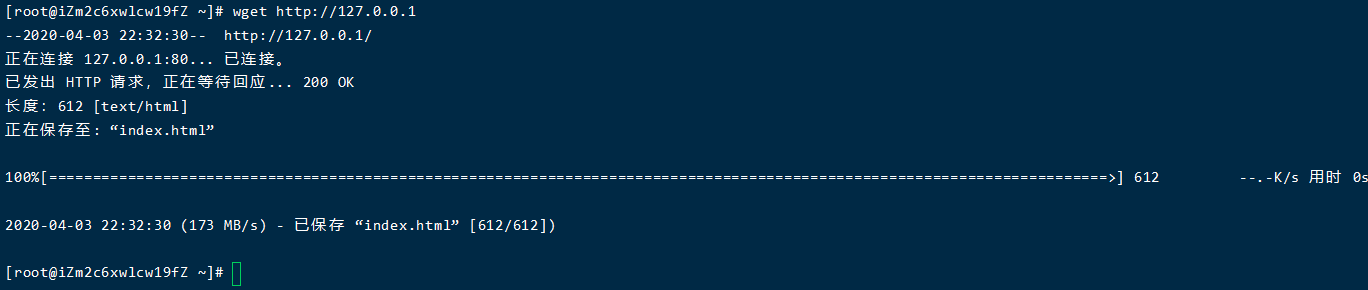 [root@iZm2c6xwlcw19fZ ~]# wget http://127.0.0.1
--2020-04-03 22:32:30--  http://127.0.0.1/
正在连接 127.0.0.1:80... 已连接。
已发出 HTTP 请求，正在等待回应... 200 OK
长度：612 [text/html]
正在保存至: “index.html”
100%[=========================================================================================================================>] 612         --.-K/s 用时 0s
2020-04-03 22:32:30 (173 MB/s) - 已保存 “index.html” [612/612])
[root@iZm2c6xwlcw19fZ ~]#